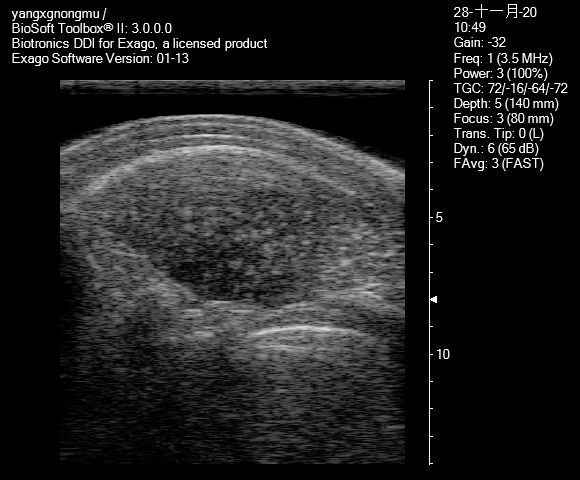 yangxgnongmu /
BioSoft Toolbox® II: 3.0.0.0
Biotronics DDI for Exago, a licensed product
Exago Software Version: 01-13
28-十一月-20
10:49
Gain: -32
Freq: 1 (3.5 MHz)
Power: 3 (100%)
TGC: 72/-16/-64/-72
Depth: 5 (140 mm)
Focus: 3 (80 mm)
Trans. Tip: 0 (L)
Dyn.: 6 (65 dB)
FAvg: 3 (FAST)
5
10